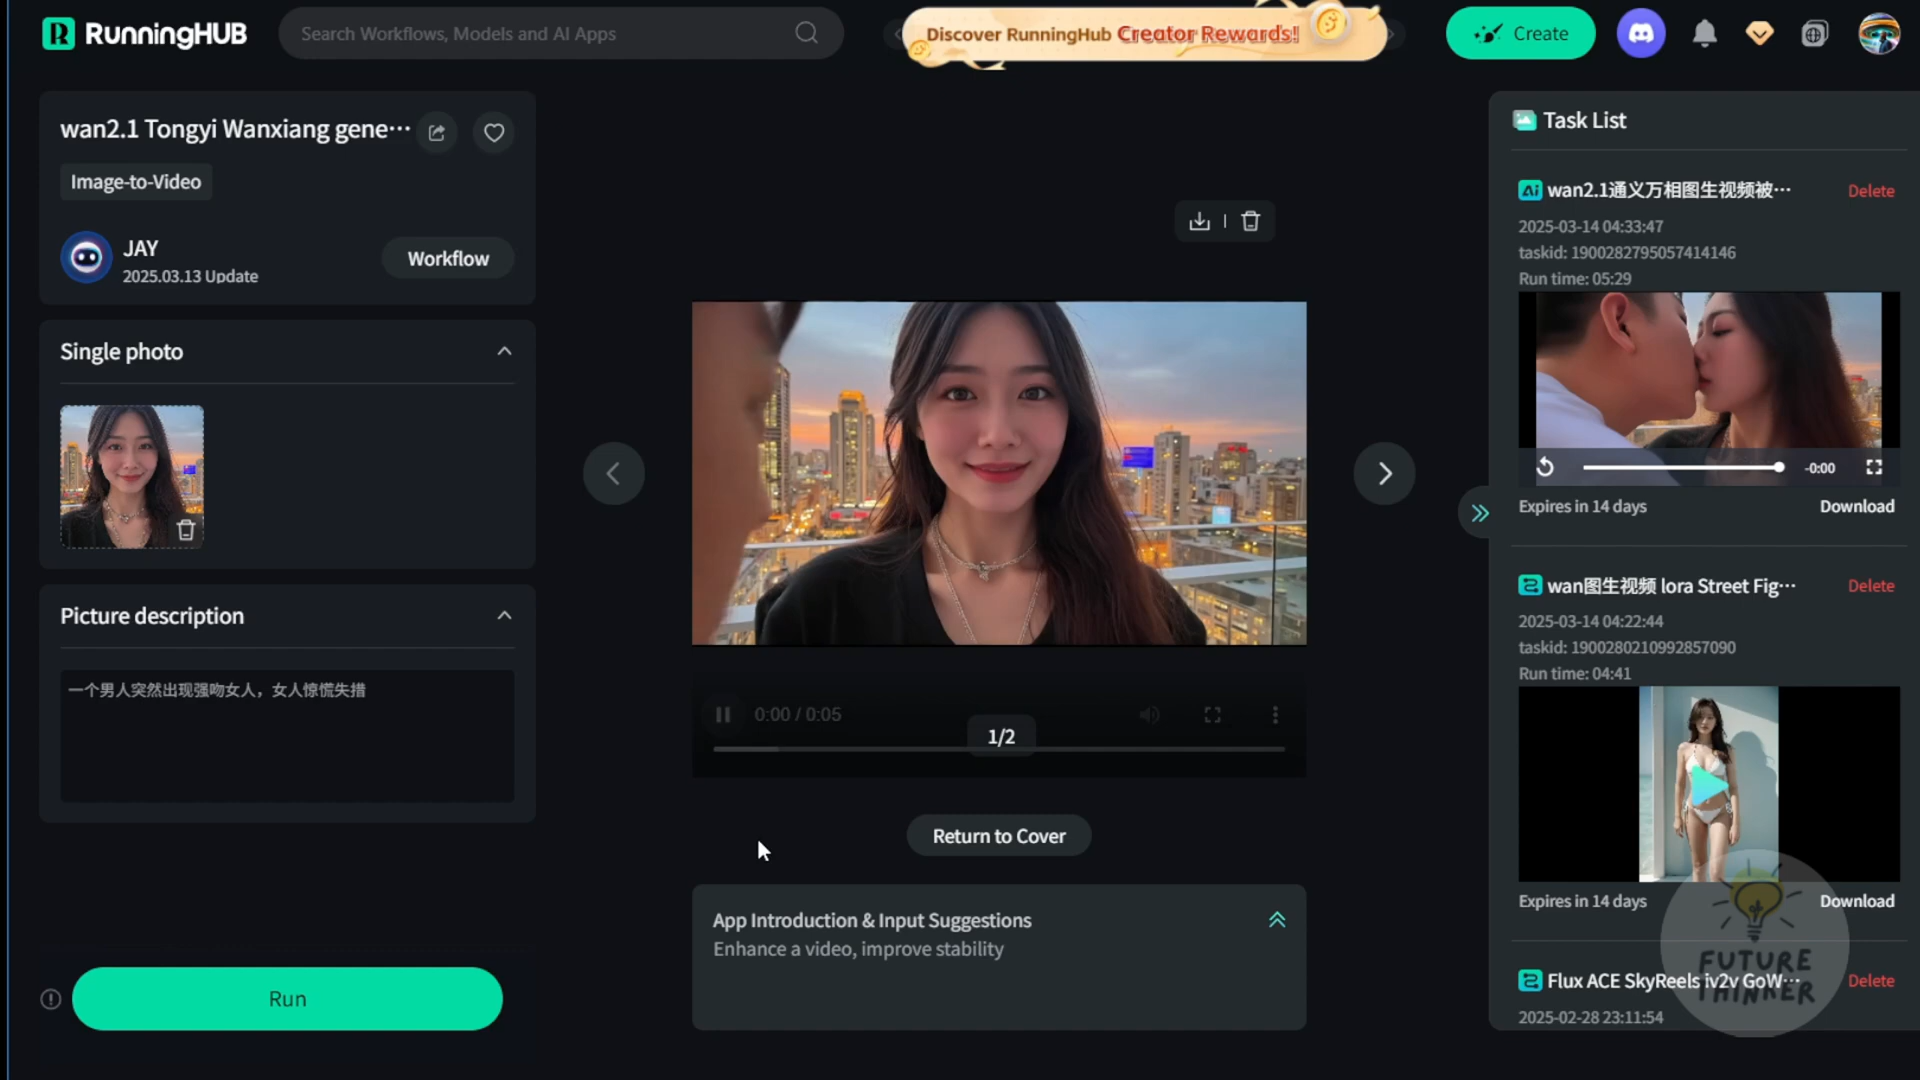 RunningHUB
Search Workflows, Models and AI Apps
Discover RunningHub Creator Rewards!
Create
wan2.1 Tongyi Wanxiang gene···
Image-to-Video
JAY
2025.03.13 Update
Workflow
Single photo
Picture description
一个男人突然出现强吻女人，女人惊慌失措
Run
0:00 / 0:05
1/2
Return to Cover
App Introduction & Input Suggestions
Enhance a video, improve stability
Task List
Ai wan2.1通义万相图生视频被··· Delete
2025-03-14 04:33:47
taskid: 1900282795057414146
Run time: 05:29
-0:00
Expires in 14 days Download
wan图生视频 lora Street Fig··· Delete
2025-03-14 04:22:44
taskid: 1900280210992857090
Run time: 04:41
Expires in 14 days Download
Flux ACE SkyReels iv2v GoW··· Delete
2025-02-28 23:11:54
FUTURE
THINKER